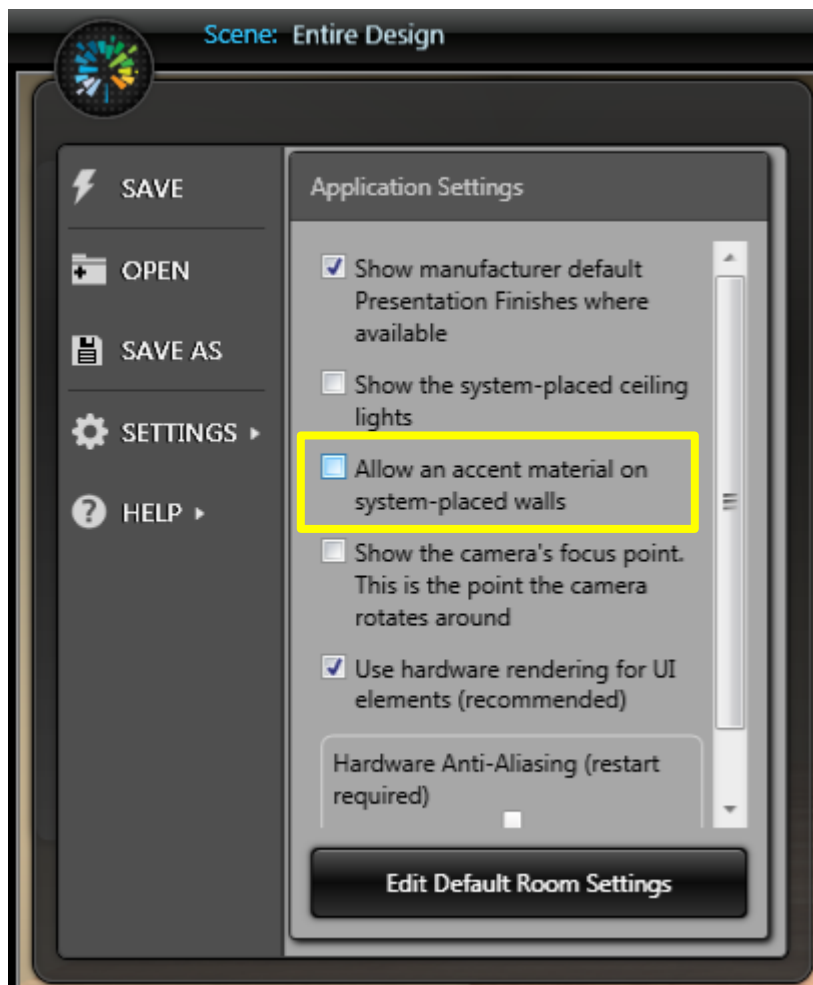 Scene: Entire Design
SAVE
OPEN
SAVE AS
SETTINGS
HELP
Application Settings
Show manufacturer default
Presentation Finishes where
available
Show the system-placed ceiling
lights
Allow an accent material on
system-placed walls
Show the camera's focus point.
This is the point the camera
rotates around
Use hardware rendering for UI
elements (recommended)
Hardware Anti-Aliasing (restart
required)
Edit Default Room Settings